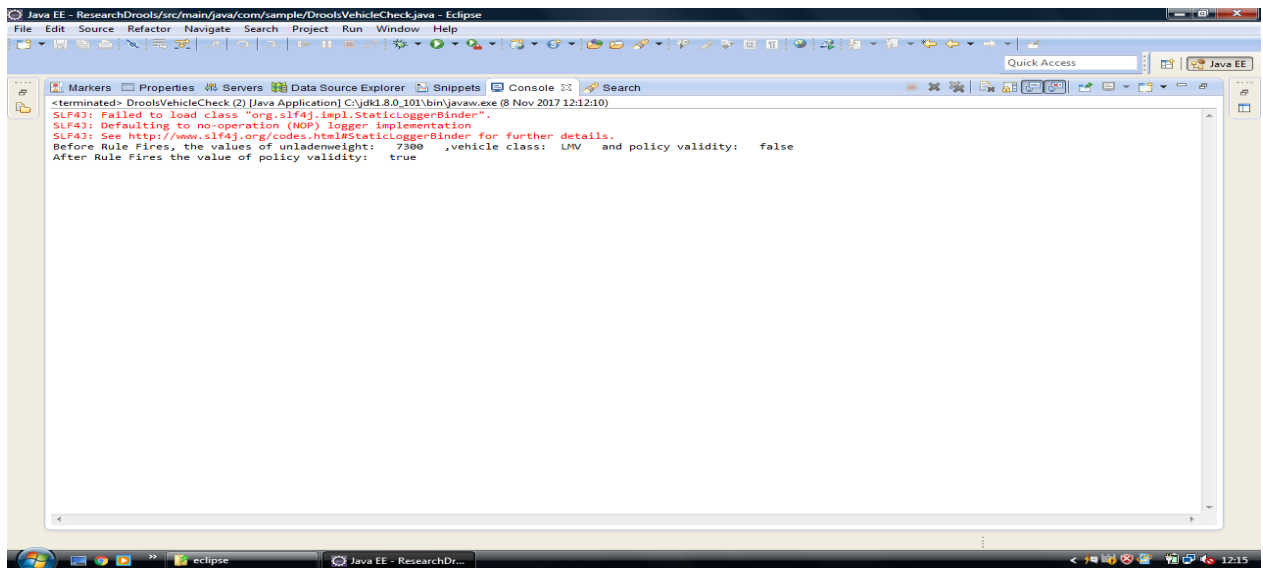 Java EE - ResearchDrools/src/main/java/com/sample/DroolsVehicleCheck.java - Eclipse
File Edit Source Refactor Navigate Search Project Run Window Help
Quick Access
Java EE
Markers Properties Servers Data Source Explorer Snippets Console Search
<terminated> DroolsVehicleCheck (2) [Java Application] C:\jdk1.8.0_101\bin\javaw.exe (8 Nov 2017 12:12:10)
SLF4J: Failed to load class "org.slf4j.impl.StaticLoggerBinder".
SLF4J: Defaulting to no-operation (NOP) logger implementation
SLF4J: See http://www.slf4j.org/codes.html#StaticLoggerBinder for further details.
Before Rule Fires, the values of unladenweight: 7300 ,vehicle class: LMV and policy validity: false
After Rule Fires the value of policy validity: true
eclipse
Java EE - ResearchDr...
12:15